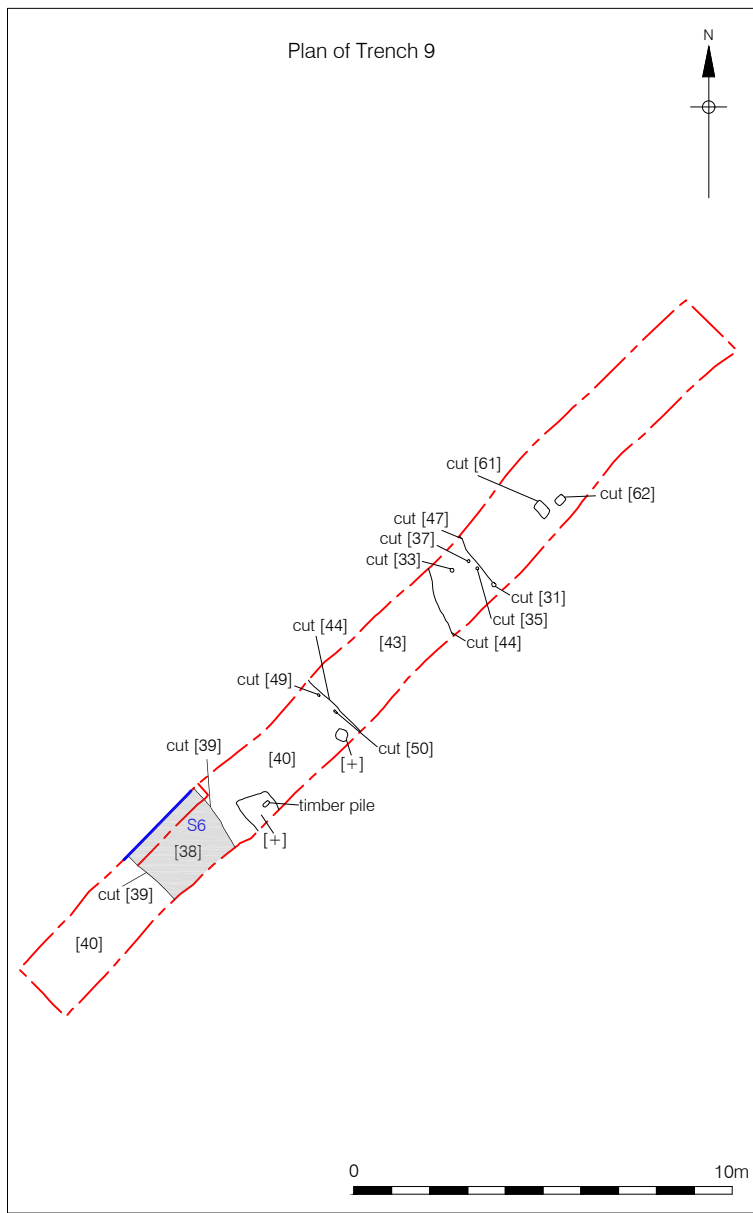 Plan of Trench 9
N
cut [61]
cut [62]
cut [47]
cut [37]
cut [33]
cut [31]
cut [35]
cut [44]
[43]
cut [44]
cut [49]
cut [50]
cut [39]
[40]
[+]
timber pile
S6
[+]
[38]
cut [39]
[40]
0 10m